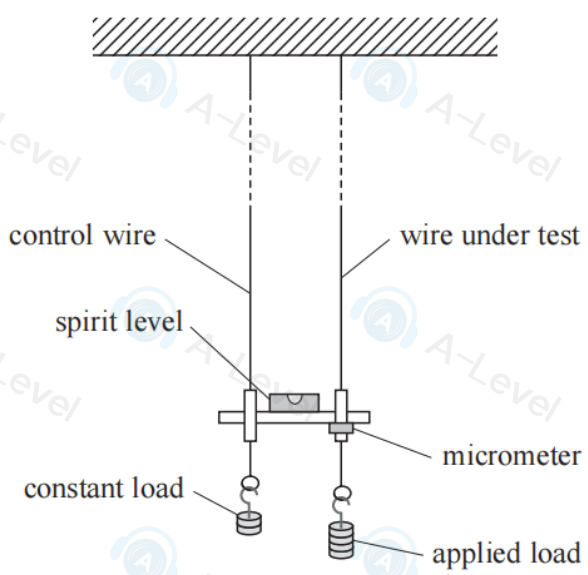 control wire
wire under test
spirit level
micrometer
constant load
applied load
A-Level
A-Level
A-Level
A-Level